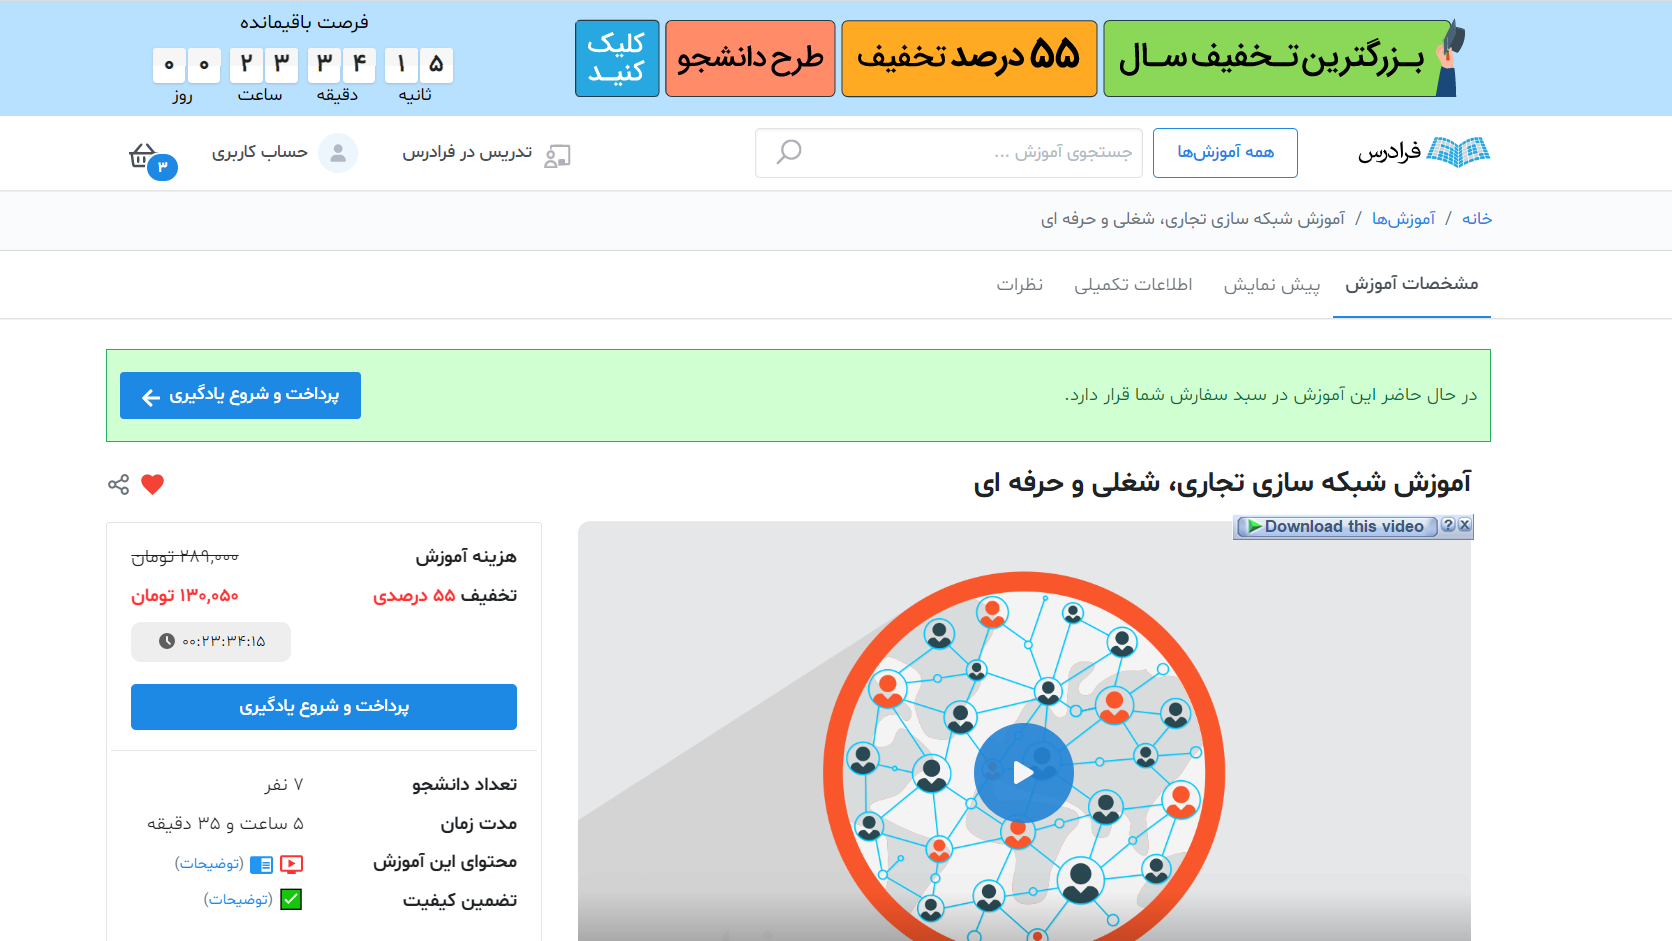 بـزرگترین تـخفیف سـال
۵۵ درصد تخفیف
طرح دانشجو
کلیک
کنیـد
فرصت باقیمانده
۰ ۰ ۲ ۳ ۳ ۴ ۱ ۵
روز ساعت دقیقه ثانیه
فرادرس
همه آموزش‌ها
جستجوی آموزش ...
تدریس در فرادرس
حساب کاربری
۳
خانه / آموزش‌ها / آموزش شبکه سازی تجاری، شغلی و حرفه ای
مشخصات آموزش
پیش نمایش
اطلاعات تکمیلی
نظرات
در حال حاضر این آموزش در سبد سفارش شما قرار دارد.
پرداخت و شروع یادگیری
آموزش شبکه سازی تجاری، شغلی و حرفه ای
Download this video ? X
هزینه آموزش ۲۸۹,۰۰۰ تومان
تخفیف ۵۵ درصدی ۱۳۰,۰۵۰ تومان
۰۰:۲۳:۳۴:۱۵
پرداخت و شروع یادگیری
تعداد دانشجو ۷ نفر
مدت زمان ۵ ساعت و ۳۵ دقیقه
محتوای این آموزش (توضیحات)
تضمین کیفیت (توضیحات)